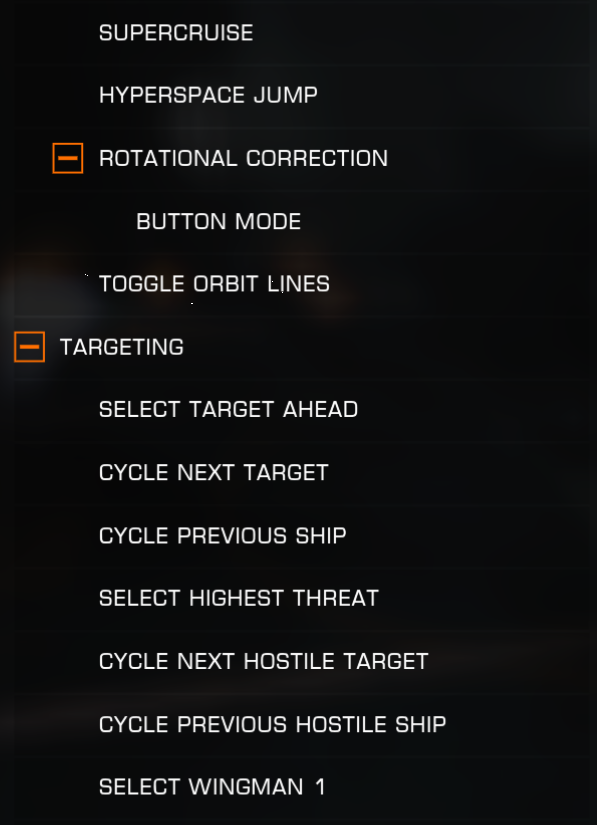 SUPERCRUISE
HYPERSPACE JUMP
ROTATIONAL CORRECTION
BUTTON MODE
TOGGLE ORBIT LINES
TARGETING
SELECT TARGET AHEAD
CYCLE NEXT TARGET
CYCLE PREVIOUS SHIP
SELECT HIGHEST THREAT
CYCLE NEXT HOSTILE TARGET
CYCLE PREVIOUS HOSTILE SHIP
SELECT WINGMAN 1